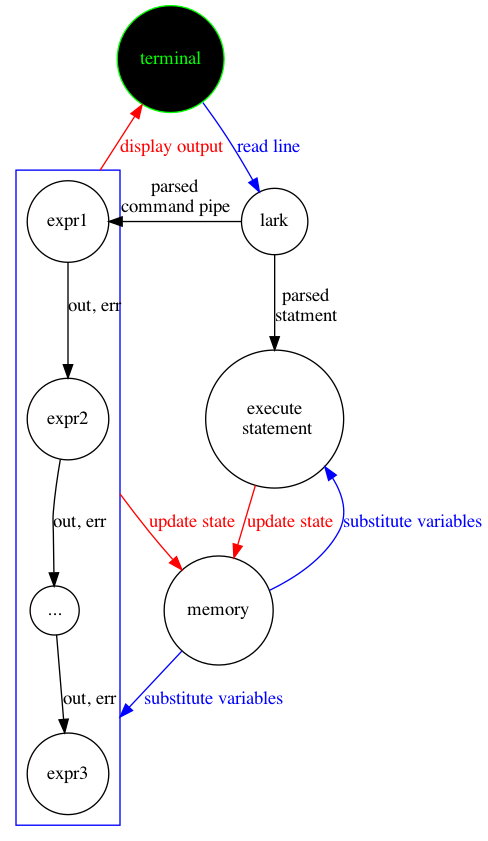 terminal
display output
read line
parsed
command pipe
expr1
lark
out, err
parsed
statment
expr2
execute
statement
out, err
update state
update state
substitute variables
...
memory
out, err
substitute variables
expr3